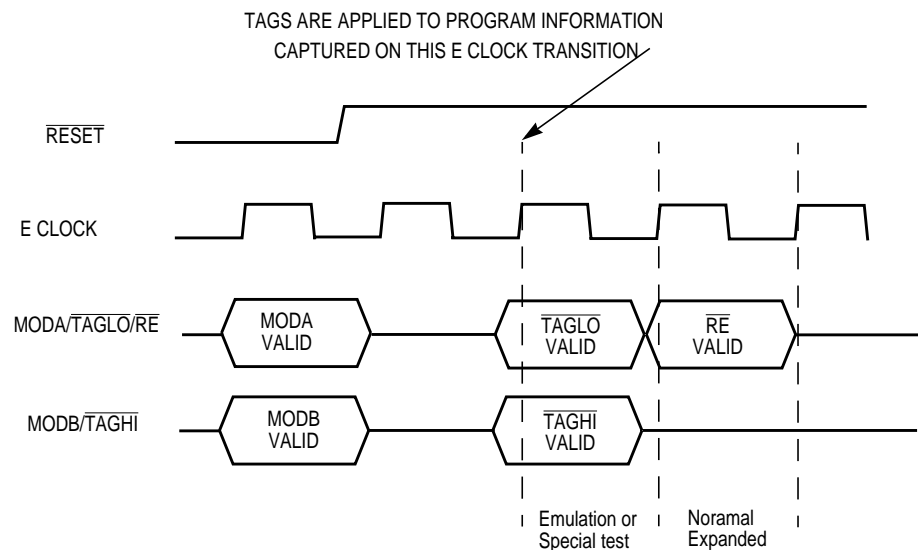 TAGS ARE APPLIED TO PROGRAM INFORMATION
CAPTURED ON THIS E CLOCK TRANSITION
RESET
E CLOCK
MODA/TAGLO/RE
MODA
VALID
TAGLO
VALID
RE
VALID
MODB/TAGHI
MODB
VALID
TAGHI
VALID
Emulation or
Special test
Noramal
Expanded